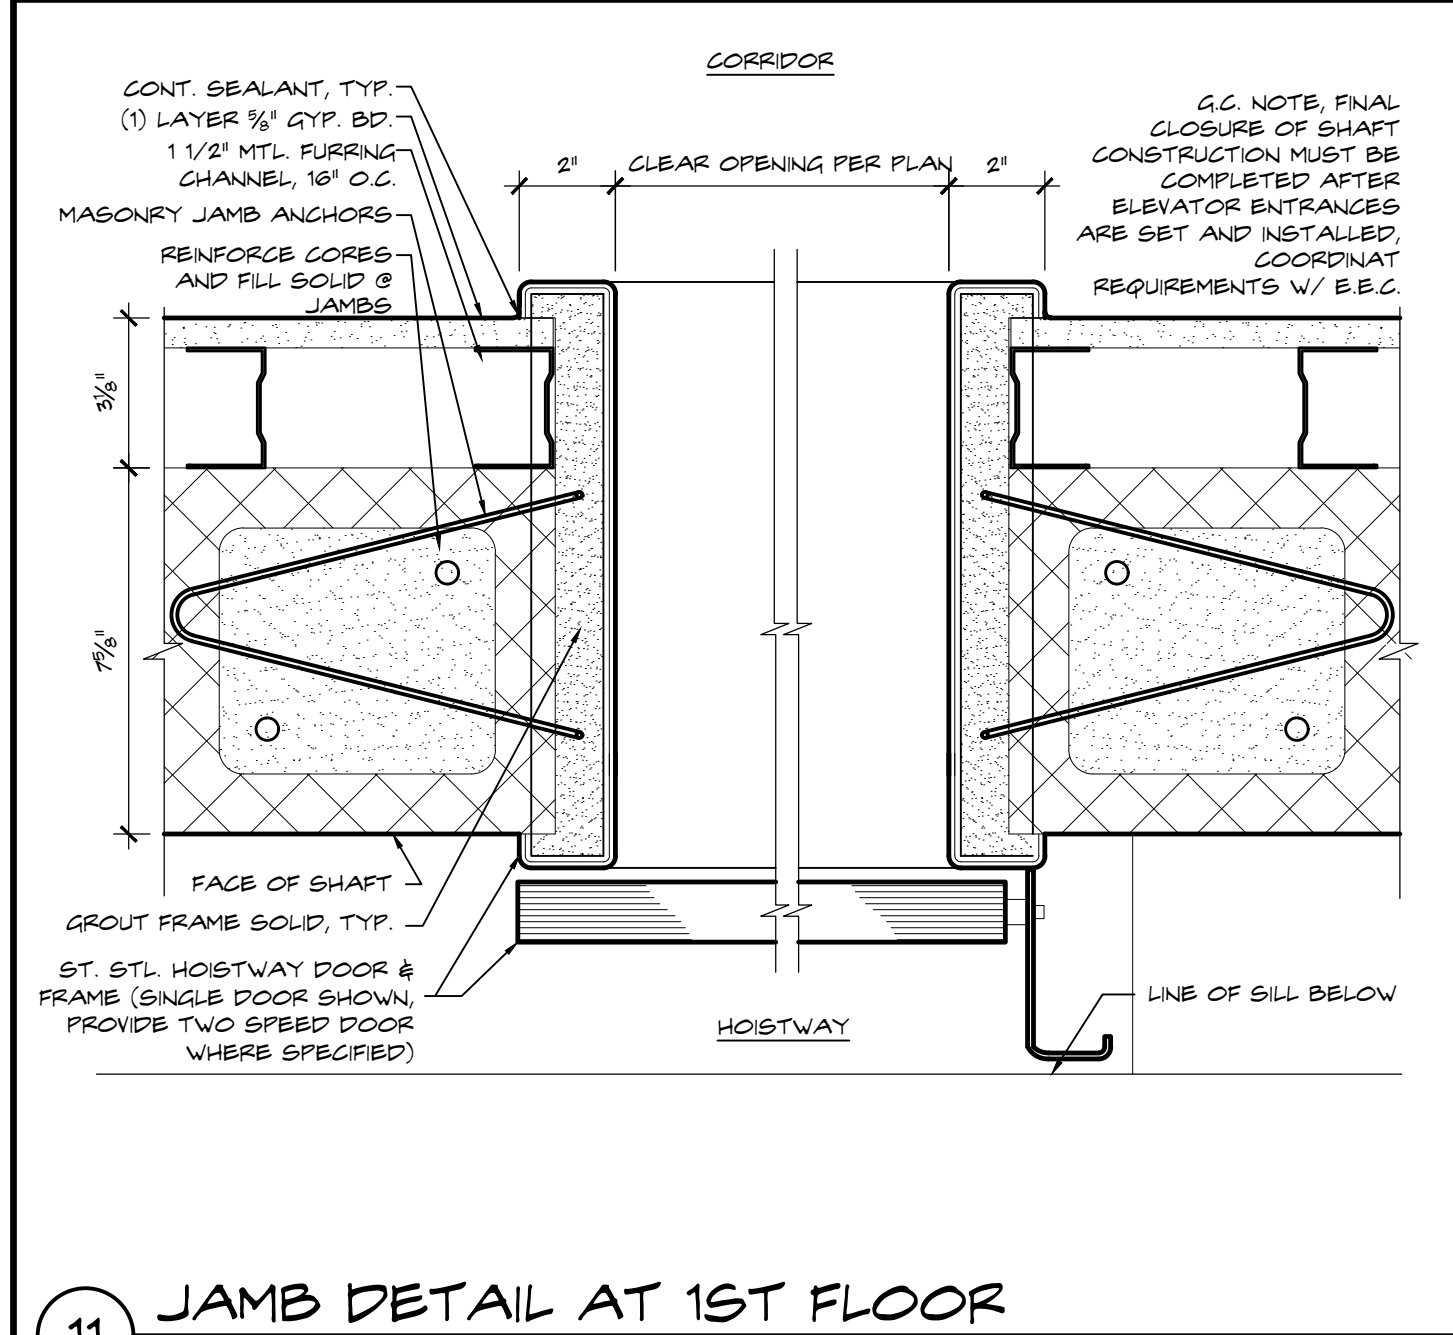 CORRIDOR
CONT. SEALANT, TYP.
(1) LAYER ⅝" GYP. BD.
1 1/2" MTL. FURRING
CHANNEL, 16" O.C.
MASONRY JAMB ANCHORS
REINFORCE CORES
AND FILL SOLID @
JAMBS
2"
CLEAR OPENING PER PLAN
2"
G.C. NOTE, FINAL
CLOSURE OF SHAFT
CONSTRUCTION MUST BE
COMPLETED AFTER
ELEVATOR ENTRANCES
ARE SET AND INSTALLED,
COORDINAT
REQUIREMENTS W/ E.E.C.
3⅛"
7⅝"
FACE OF SHAFT
GROUT FRAME SOLID, TYP.
ST. STL. HOISTWAY DOOR &
FRAME (SINGLE DOOR SHOWN,
PROVIDE TWO SPEED DOOR
WHERE SPECIFIED)
HOISTWAY
LINE OF SILL BELOW
11
JAMB DETAIL AT 1ST FLOOR